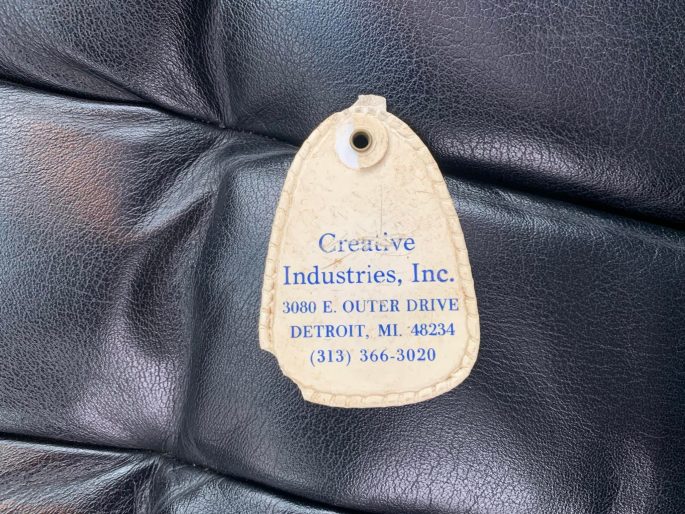 Creative
Industries, Inc.
3080 E. OUTER DRIVE
DETROIT, MI. 48234
(313) 366-3020